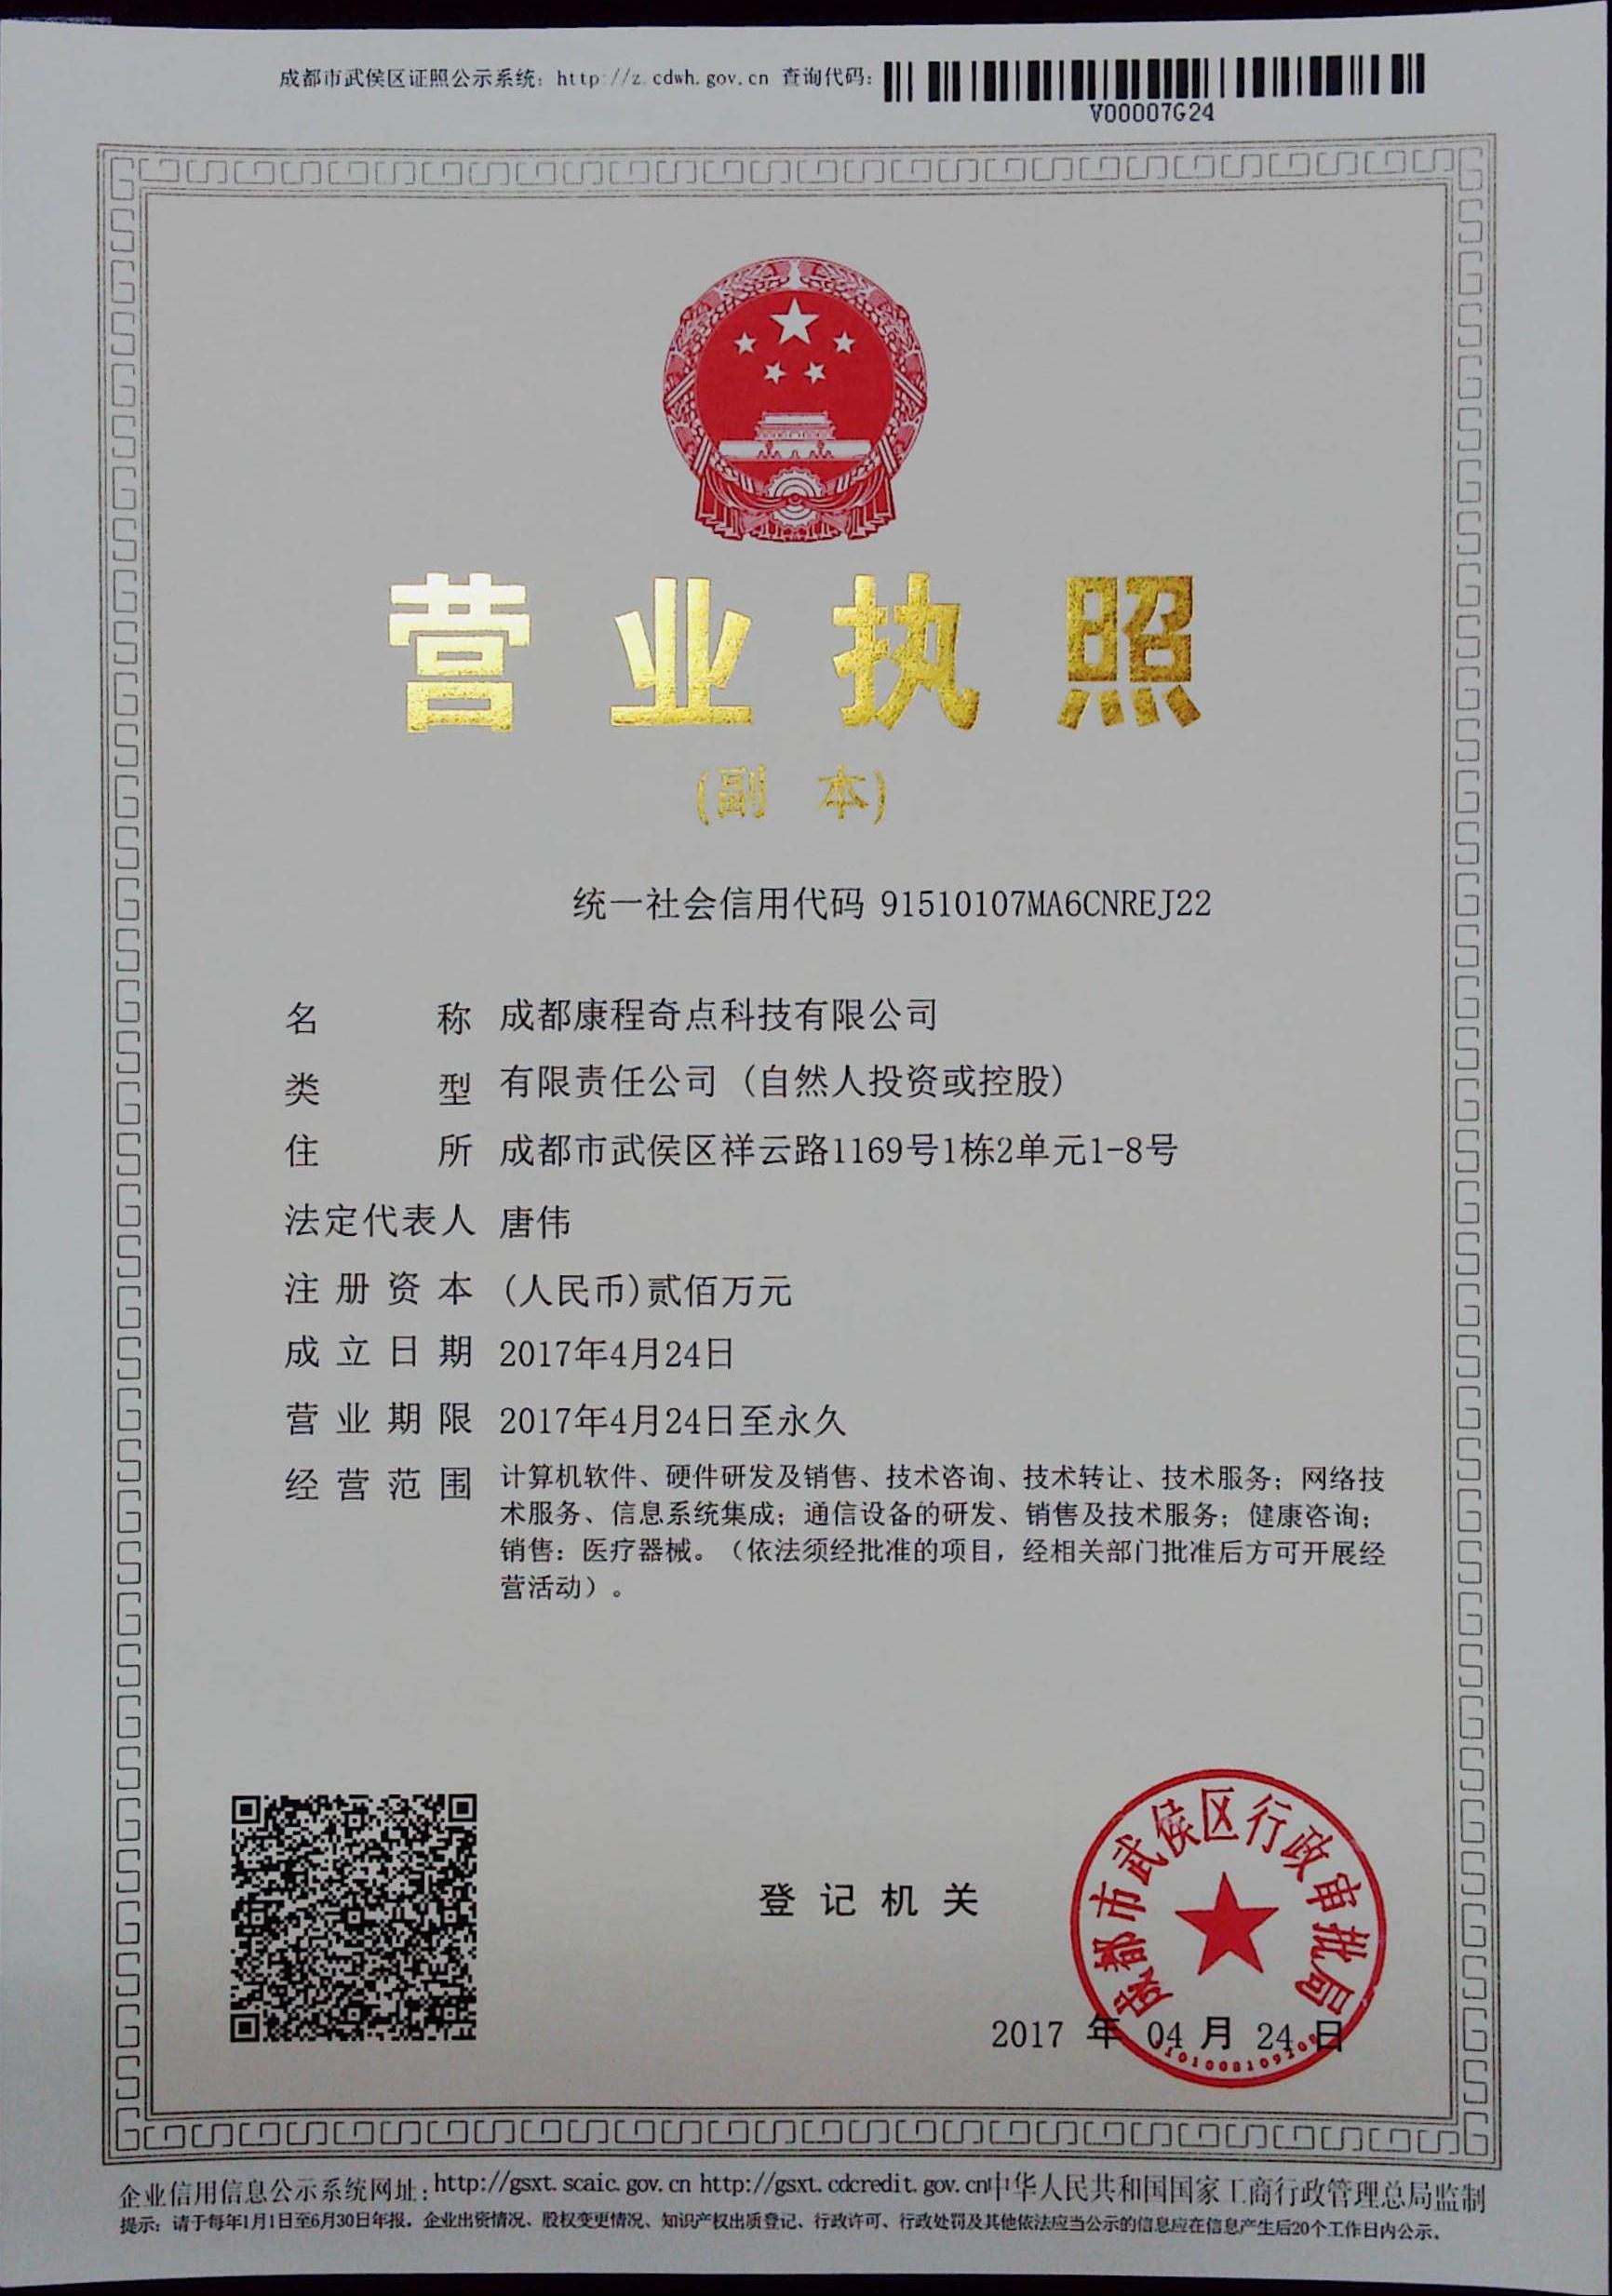 成都市武侯区证照公示系统：http://z.cdwh.gov.cn 查询代码：
V00007G24
营业执照
(副 本)
统一社会信用代码 91510107MA6CNREJ22
名 称 成都康程奇点科技有限公司
类 型 有限责任公司（自然人投资或控股）
住 所 成都市武侯区祥云路1169号1栋2单元1-8号
法定代表人 唐伟
注册资本 (人民币)贰佰万元
成立日期 2017年4月24日
营业期限 2017年4月24日至永久
经营范围 计算机软件、硬件研发及销售、技术咨询、技术转让、技术服务；网络技
术服务、信息系统集成；通信设备的研发、销售及技术服务；健康咨询；
销售：医疗器械。（依法须经批准的项目，经相关部门批准后方可开展经
营活动）。
成都市武侯区行政审批局
登记机关
2017 年 04 月 24 日
企业信用信息公示系统网址：http://gsxt.scaic.gov.cn http://gsxt.cdcredit.gov.cn中华人民共和国国家工商行政管理总局监制
提示：请于每年1月1日至6月30日年报。企业出资情况、股权变更情况、知识产权出质登记、行政许可、行政处罚及其他依法应当公示的信息应在信息产生后20个工作日内公示。